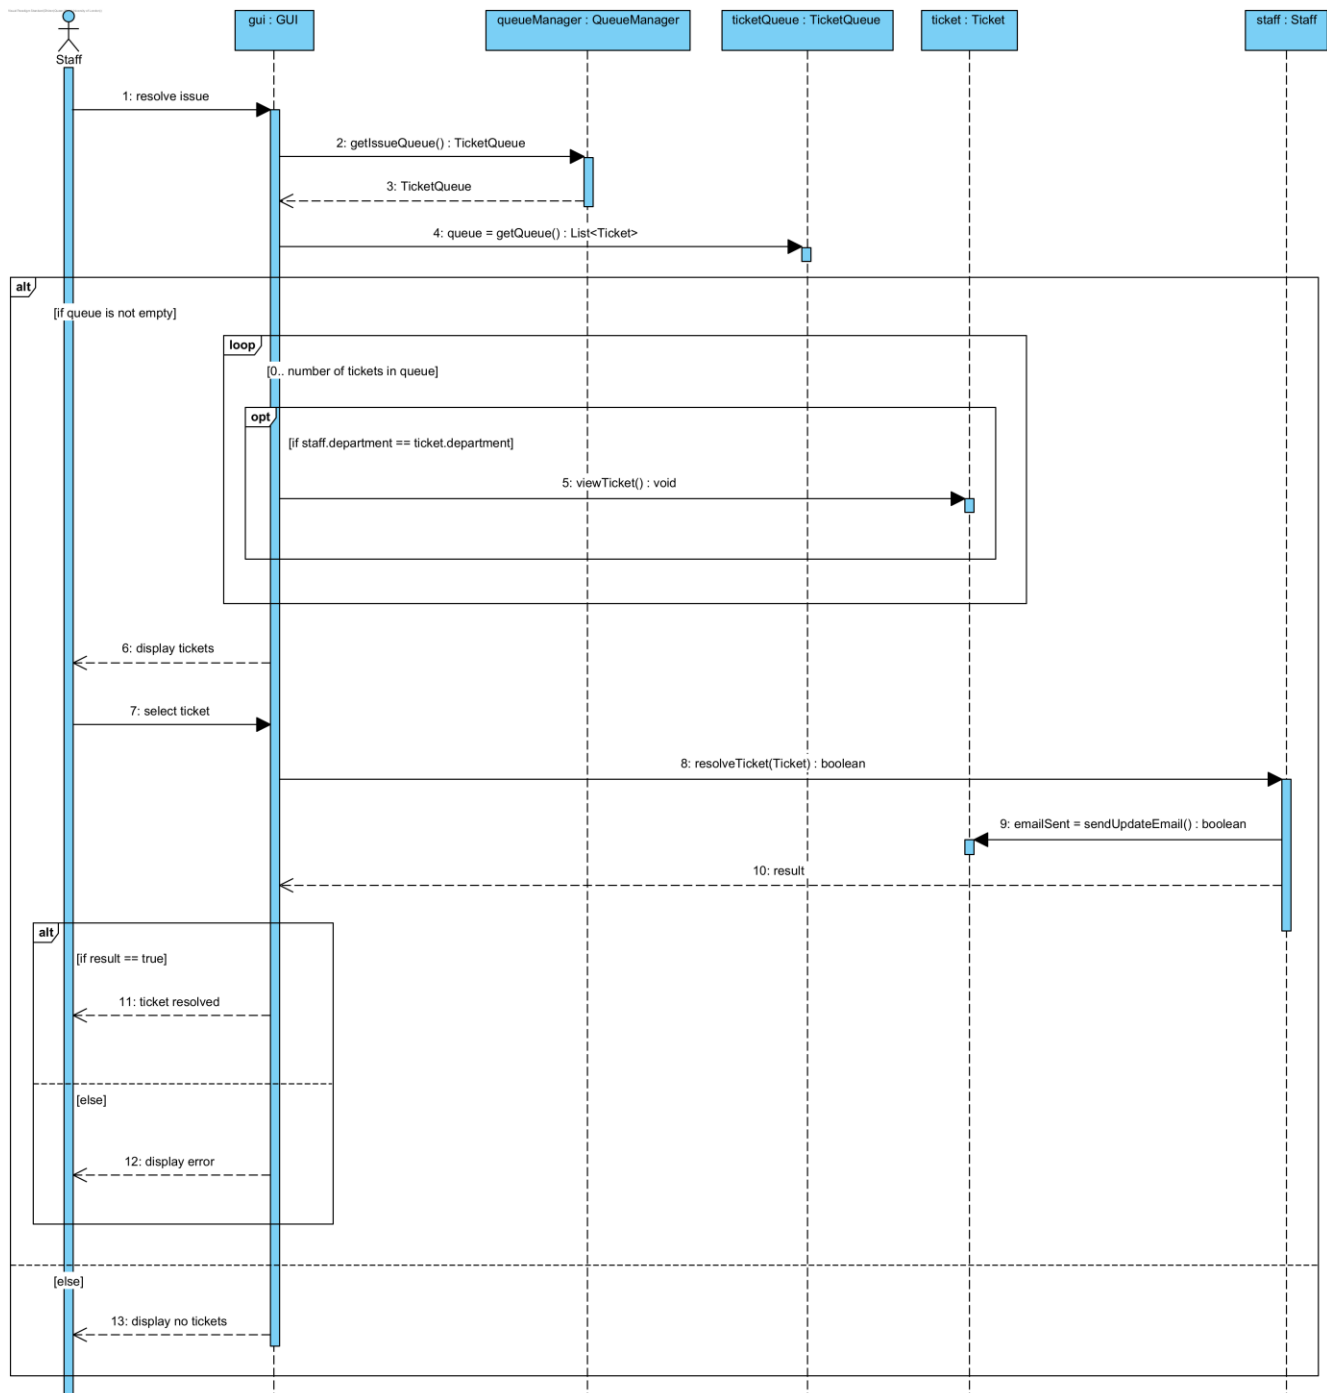 gui : GUI
queueManager : QueueManager
ticketQueue : TicketQueue
ticket : Ticket
staff : Staff
Staff
1: resolve issue
2: getIssueQueue() : TicketQueue
3: TicketQueue
4: queue = getQueue() : List<Ticket>
alt
[if queue is not empty]
loop
[0.. number of tickets in queue]
opt
[if staff.department == ticket.department]
5: viewTicket() : void
6: display tickets
7: select ticket
8: resolveTicket(Ticket) : boolean
9: emailSent = sendUpdateEmail() : boolean
10: result
alt
[if result == true]
11: ticket resolved
[else]
12: display error
[else]
13: display no tickets